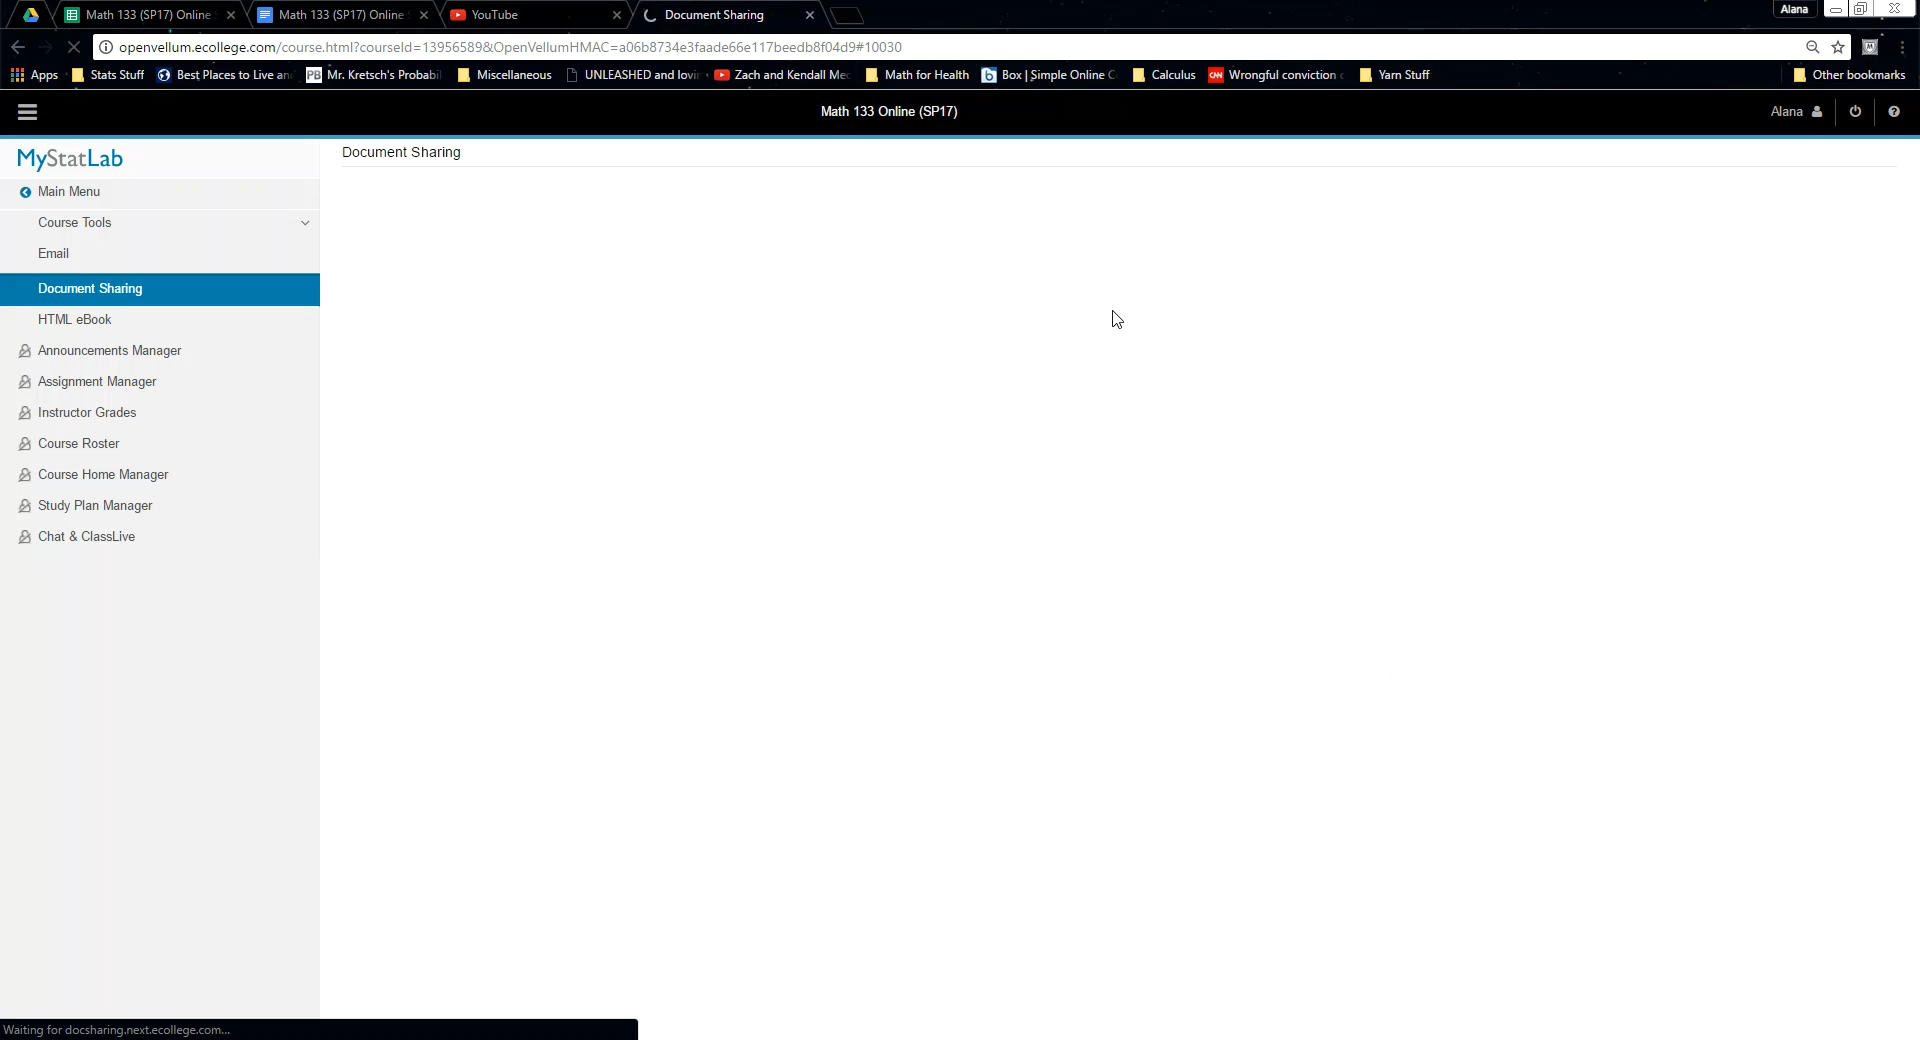 Math 133 (SP17) Online
Math 133 (SP17) Online
YouTube
Document Sharing
Alana
openvellum.ecollege.com/course.html?courseId=13956589&OpenVellumHMAC=a06b8734e3faade66e117beedb8f04d9#10030
Apps
Stats Stuff
Best Places to Live an
PB
Mr. Kretsch's Probabil
Miscellaneous
UNLEASHED and lovi
Zach and Kendall Me
Math for Health
Box | Simple Online C
Calculus
CNN
Wrongful conviction
Yarn Stuff
Other bookmarks
Math 133 Online (SP17)
Alana
MyStatLab
Document Sharing
Main Menu
Course Tools
Email
Document Sharing
HTML eBook
Announcements Manager
Assignment Manager
Instructor Grades
Course Roster
Course Home Manager
Study Plan Manager
Chat & ClassLive
Waiting for docsharing.next.ecollege.com...